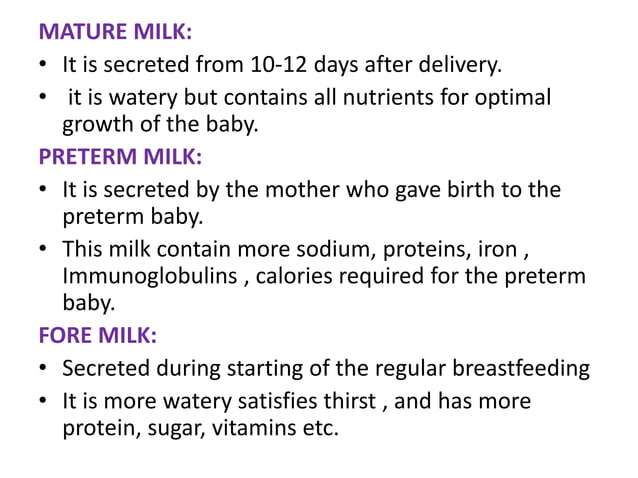 MATURE MILK:
• It is secreted from 10-12 days after delivery.
• it is watery but contains all nutrients for optimal
growth of the baby.
PRETERM MILK:
• It is secreted by the mother who gave birth to the
preterm baby.
• This milk contain more sodium, proteins, iron ,
Immunoglobulins , calories required for the preterm
baby.
FORE MILK:
• Secreted during starting of the regular breastfeeding
• It is more watery satisfies thirst , and has more
protein, sugar, vitamins etc.